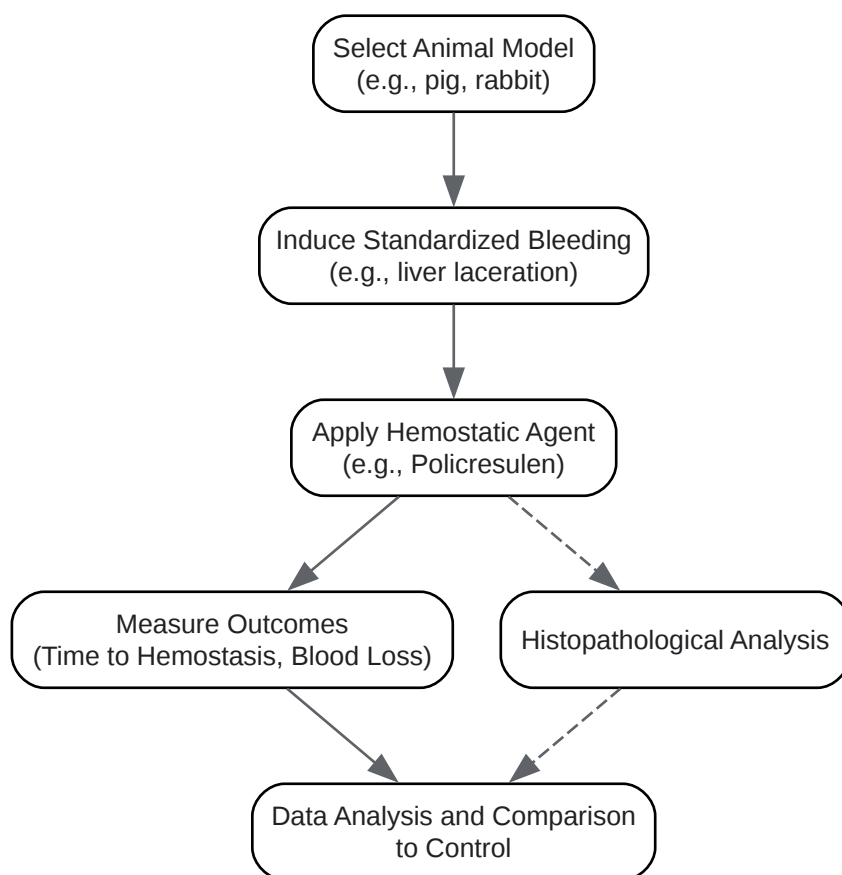 Select Animal Model
(e.g., pig, rabbit)
Induce Standardized Bleeding
(e.g., liver laceration)
Apply Hemostatic Agent
(e.g., Policresulen)
Measure Outcomes
(Time to Hemostasis, Blood Loss)
Histopathological Analysis
Data Analysis and Comparison
to Control